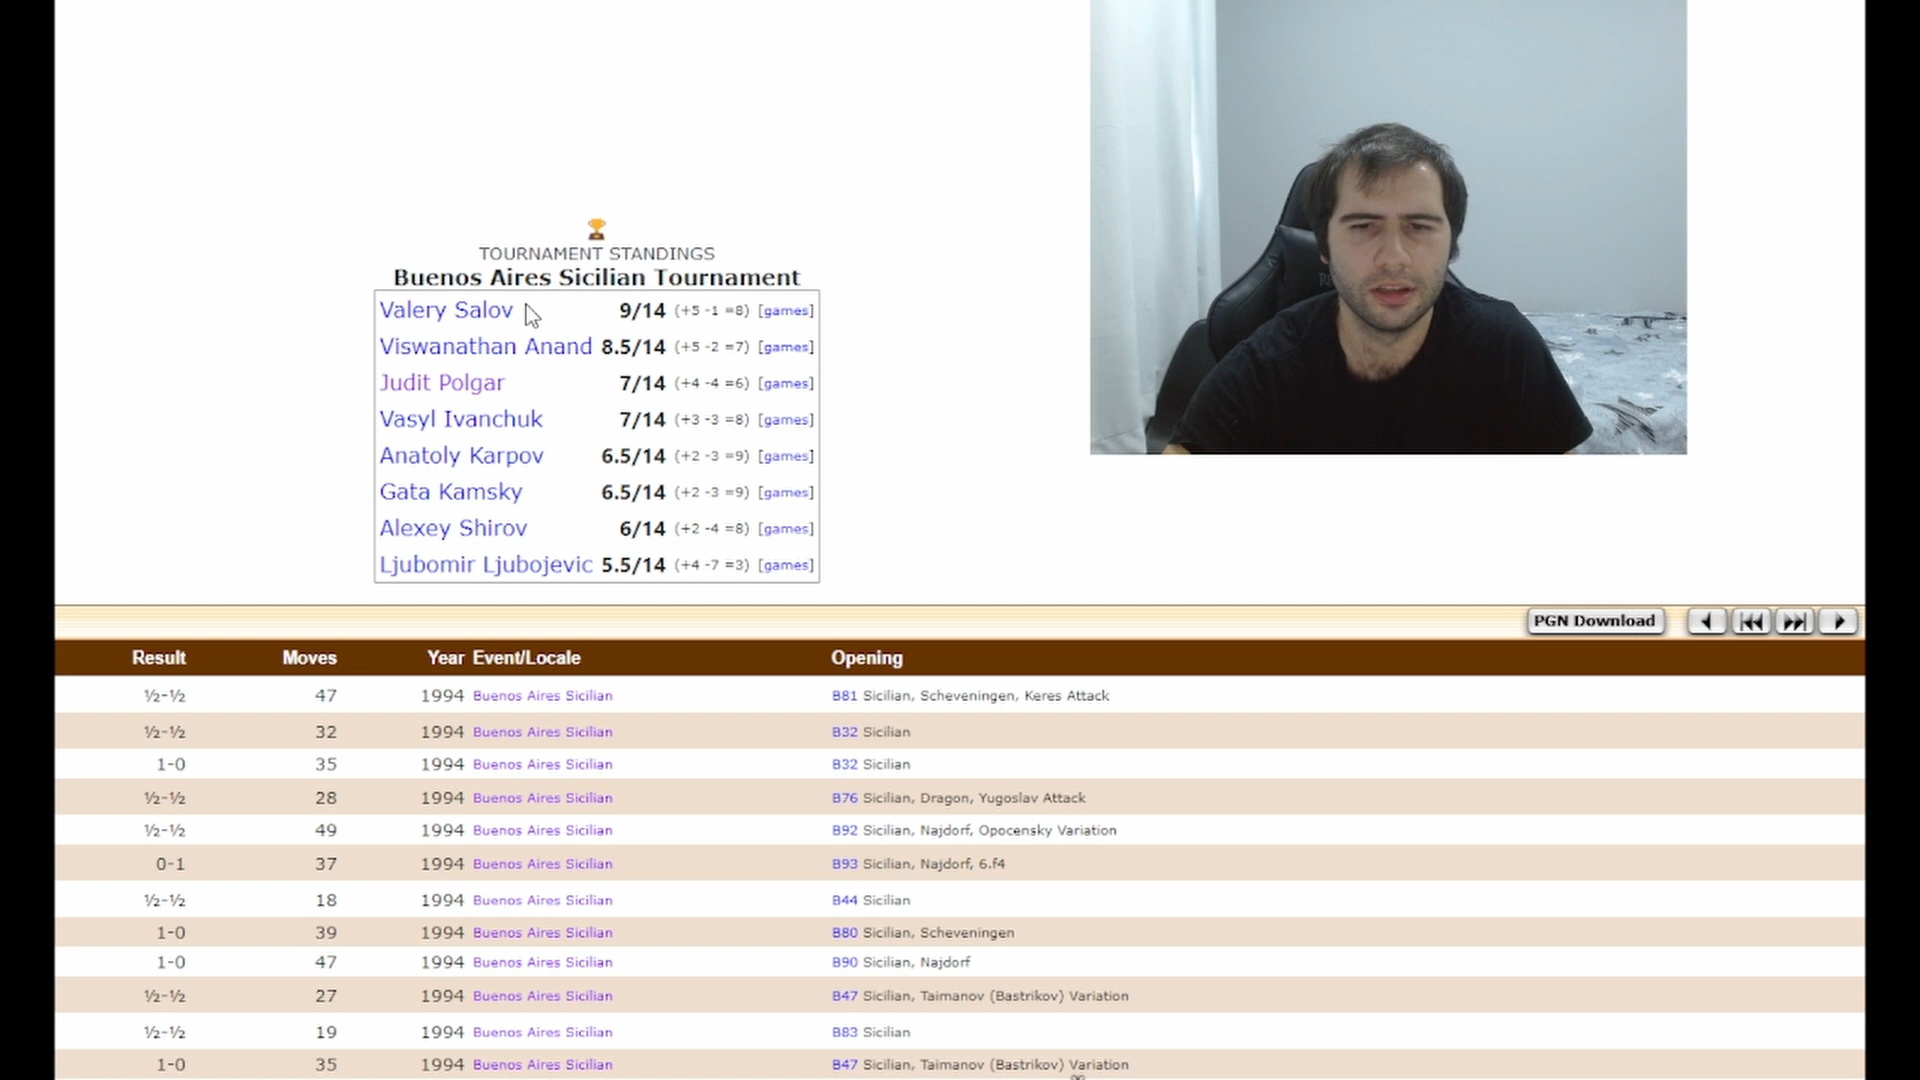 TOURNAMENT STANDINGS
Buenos Aires Sicilian Tournament
Valery Salov 9/14 (+5 -1 =8) [games]
Viswanathan Anand 8.5/14 (+5 -2 =7) [games]
Judit Polgar 7/14 (+4 -4 =6) [games]
Vasyl Ivanchuk 7/14 (+3 -3 =8) [games]
Anatoly Karpov 6.5/14 (+2 -3 =9) [games]
Gata Kamsky 6.5/14 (+2 -3 =9) [games]
Alexey Shirov 6/14 (+2 -4 =8) [games]
Ljubomir Ljubojevic 5.5/14 (+4 -7 =3) [games]
PGN Download
Result Moves Year Event/Locale Opening
½-½ 47 1994 Buenos Aires Sicilian B81 Sicilian, Scheveningen, Keres Attack
½-½ 32 1994 Buenos Aires Sicilian B32 Sicilian
1-0 35 1994 Buenos Aires Sicilian B32 Sicilian
½-½ 28 1994 Buenos Aires Sicilian B76 Sicilian, Dragon, Yugoslav Attack
½-½ 49 1994 Buenos Aires Sicilian B92 Sicilian, Najdorf, Opocensky Variation
0-1 37 1994 Buenos Aires Sicilian B93 Sicilian, Najdorf, 6.f4
½-½ 18 1994 Buenos Aires Sicilian B44 Sicilian
1-0 39 1994 Buenos Aires Sicilian B80 Sicilian, Scheveningen
1-0 47 1994 Buenos Aires Sicilian B90 Sicilian, Najdorf
½-½ 27 1994 Buenos Aires Sicilian B47 Sicilian, Taimanov (Bastrikov) Variation
½-½ 19 1994 Buenos Aires Sicilian B83 Sicilian
1-0 35 1994 Buenos Aires Sicilian B47 Sicilian, Taimanov (Bastrikov) Variation